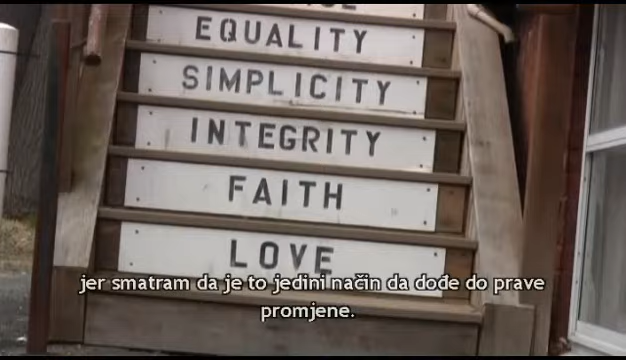 EQUALITY
SIMPLICITY
INTEGRITY
FAITH
LOVE
jer smatram da je to jedini način da dođe do prave
promjene.